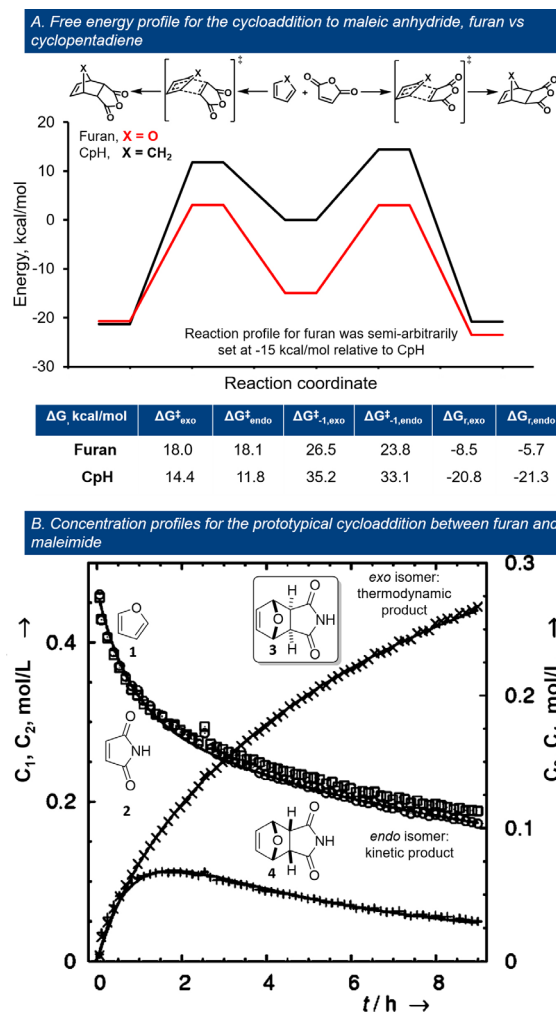 A. Free energy profile for the cycloaddition to maleic anhydride, furan vs
cyclopentadiene
X
O
O
O
X
O
O
O
‡
X
+
O
O
O
X
O
O
O
‡
X
O
O
O
20
10
0
-10
-20
-30
Energy, kcal/mol
Furan, X = O
CpH, X = CH₂
Reaction profile for furan was semi-arbitrarily
set at -15 kcal/mol relative to CpH
Reaction coordinate
ΔG, kcal/mol ΔG‡exo ΔG‡endo ΔG‡-1,exo ΔG‡-1,endo ΔGr,exo ΔGr,endo
Furan 18.0 18.1 26.5 23.8 -8.5 -5.7
CpH 14.4 11.8 35.2 33.1 -20.8 -21.3
B. Concentration profiles for the prototypical cycloaddition between furan and
maleimide
0.4
0.2
0
C₁, C₂, mol/L →
0.3
0.2
0.1
0
mol/L →
O
1
O
NH
O
2
O
H
O
NH
H
O
3
exo isomer:
thermodynamic
product
O
H
O
NH
H
O
4
endo isomer:
kinetic product
0 2 4 6 8
t / h →